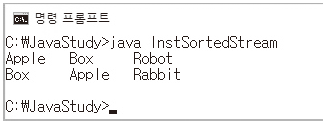 명령 프롬프트
C:₩JavaStudy>java InstSortedStream
Apple Box Robot
Box Apple Rabbit
C:₩JavaStudy>_